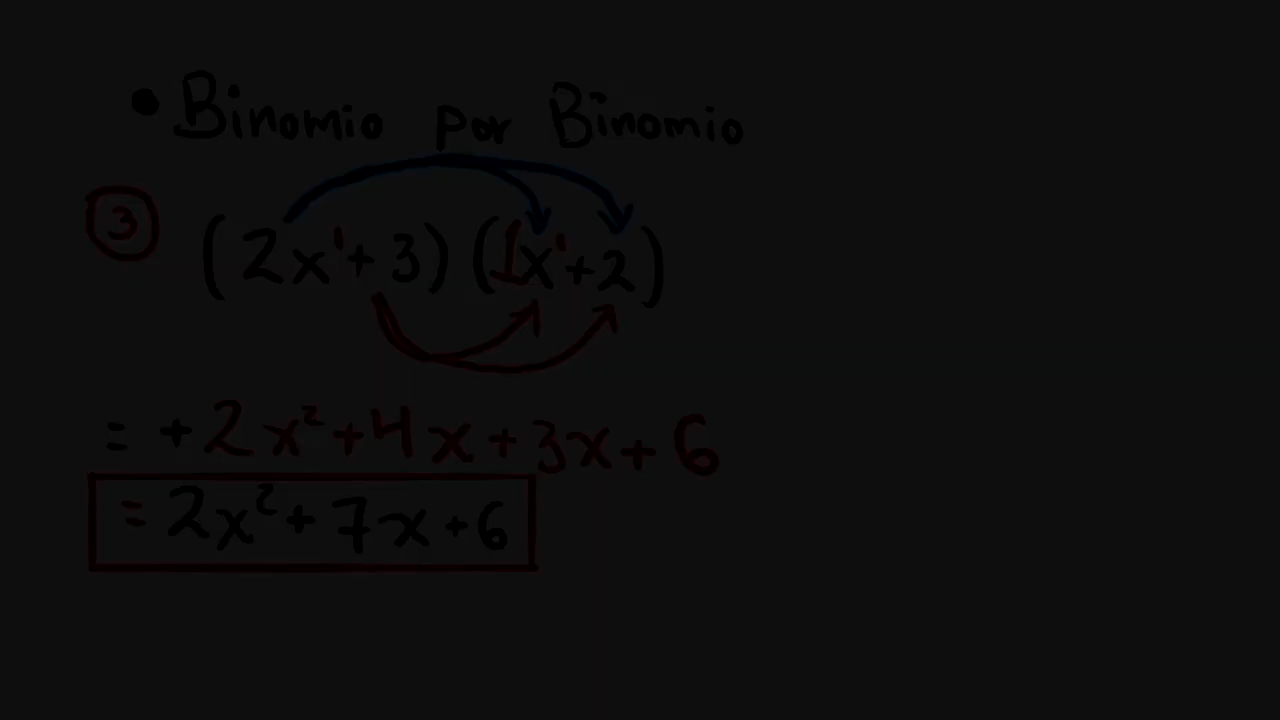 • Binomio por Binomio
3 (2x¹+3)(1x¹+2)
= +2x²+4x+3x+6
= 2x²+7x+6